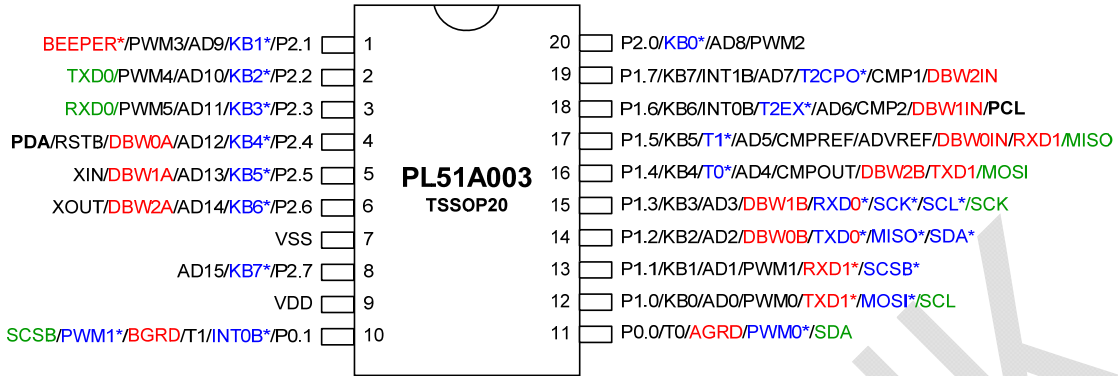 BEEPER*/PWM3/AD9/KB1*/P2.1 1
TXD0/PWM4/AD10/KB2*/P2.2 2
RXD0/PWM5/AD11/KB3*/P2.3 3
PDA/RSTB/DBW0A/AD12/KB4*/P2.4 4
XIN/DBW1A/AD13/KB5*/P2.5 5
XOUT/DBW2A/AD14/KB6*/P2.6 6
VSS 7
AD15/KB7*/P2.7 8
VDD 9
SCSB/PWM1*/BGRD/T1/INT0B*/P0.1 10
PL51A003
TSSOP20
20 P2.0/KB0*/AD8/PWM2
19 P1.7/KB7/INT1B/AD7/T2CPO*/CMP1/DBW2IN
18 P1.6/KB6/INT0B/T2EX*/AD6/CMP2/DBW1IN/PCL
17 P1.5/KB5/T1*/AD5/CMPREF/ADVREF/DBW0IN/RXD1/MISO
16 P1.4/KB4/T0*/AD4/CMPOUT/DBW2B/TXD1/MOSI
15 P1.3/KB3/AD3/DBW1B/RXD0*/SCK*/SCL*/SCK
14 P1.2/KB2/AD2/DBW0B/TXD0*/MISO*/SDA*
13 P1.1/KB1/AD1/PWM1/RXD1*/SCSB*
12 P1.0/KB0/AD0/PWM0/TXD1*/MOSI*/SCL
11 P0.0/T0/AGRD/PWM0*/SDA